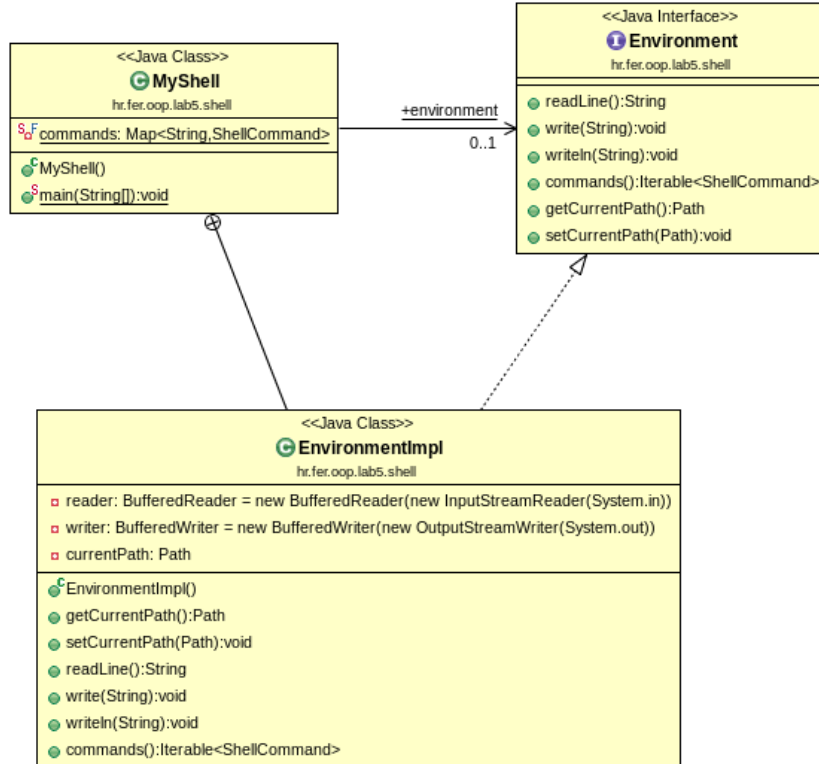 <<Java Class>>
MyShell
hr.fer.oop.lab5.shell
commands: Map<String,ShellCommand>
MyShell()
main(String[]):void
+environment
0..1
<<Java Interface>>
Environment
hr.fer.oop.lab5.shell
readLine():String
write(String):void
writeln(String):void
commands():Iterable<ShellCommand>
getCurrentPath():Path
setCurrentPath(Path):void
<<Java Class>>
EnvironmentImpl
hr.fer.oop.lab5.shell
reader: BufferedReader = new BufferedReader(new InputStreamReader(System.in))
writer: BufferedWriter = new BufferedWriter(new OutputStreamWriter(System.out))
currentPath: Path
EnvironmentImpl()
getCurrentPath():Path
setCurrentPath(Path):void
readLine():String
write(String):void
writeln(String):void
commands():Iterable<ShellCommand>